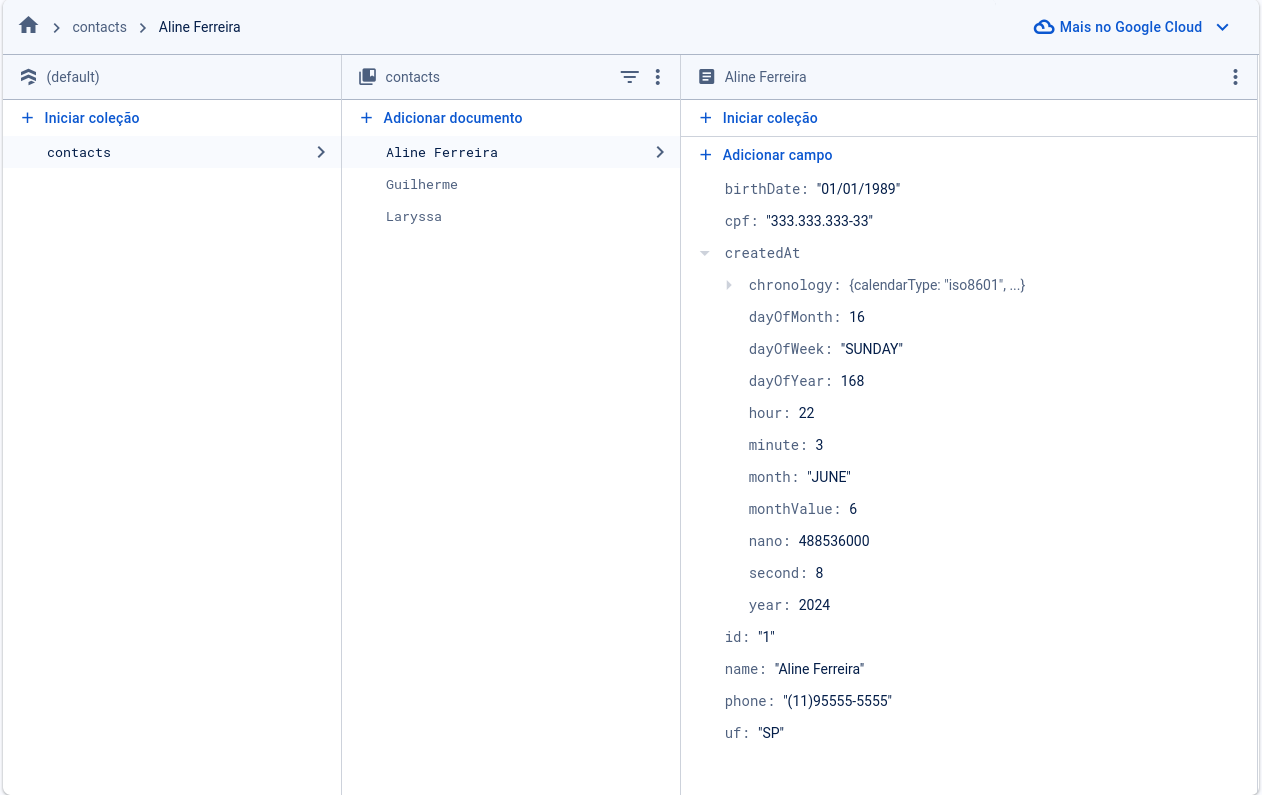 contacts Aline Ferreira Mais no Google Cloud
(default)
Iniciar coleção
contacts
contacts
Adicionar documento
Aline Ferreira
Guilherme
Laryssa
Aline Ferreira
Iniciar coleção
Adicionar campo
birthDate: "01/01/1989"
cpf: "333.333.333-33"
createdAt
chronology: {calendarType: "iso8601", ...}
dayOfMonth: 16
dayOfWeek: "SUNDAY"
dayOfYear: 168
hour: 22
minute: 3
month: "JUNE"
monthValue: 6
nano: 488536000
second: 8
year: 2024
id: "1"
name: "Aline Ferreira"
phone: "(11)95555-5555"
uf: "SP"